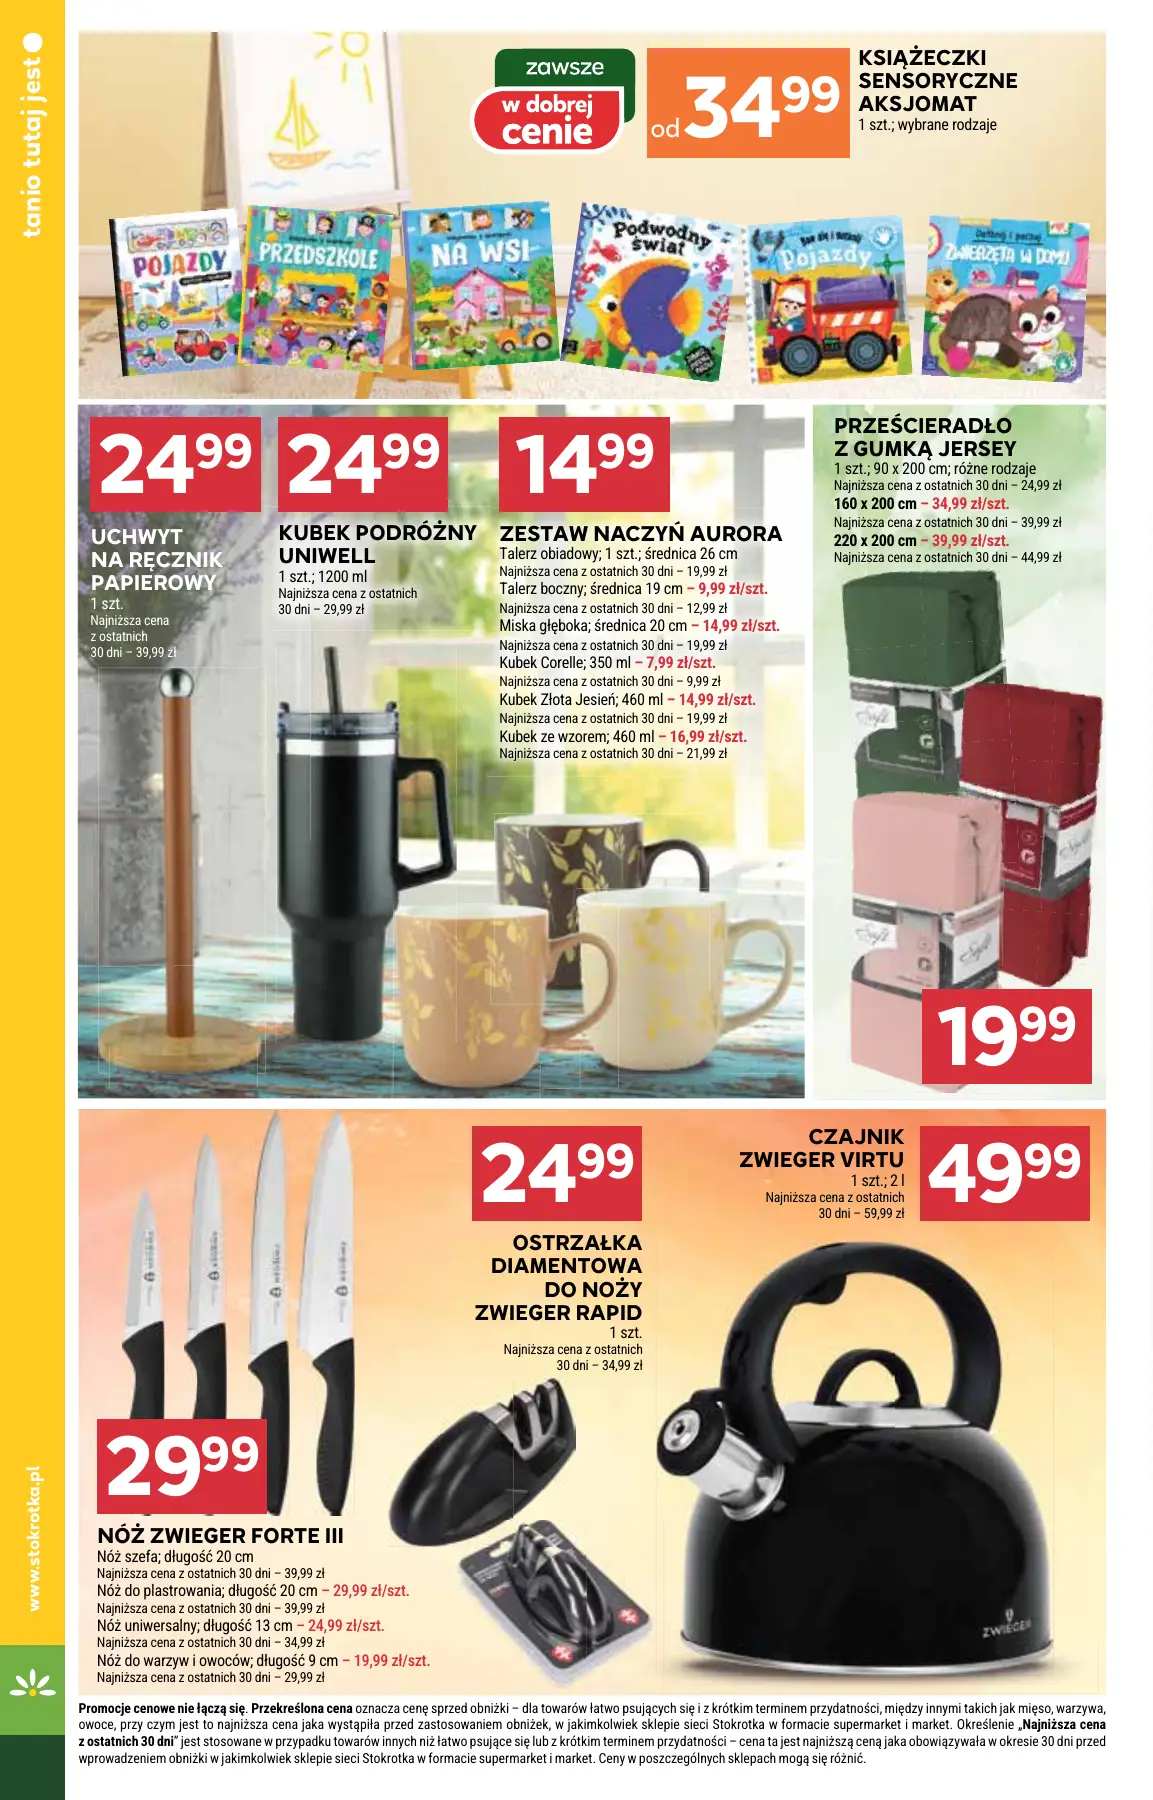 tanio tutaj jest
zawsze
w dobrej
cenie
od 34 99
KSIĄŻECZKI
SENSORYCZNE
AKSJOMAT
1 szt.; wybrane rodzaje
POJAZDY
PRZEDSZKOLE
NA WSI
Podwodny
świat
Pojazdy
Dotknij i poczuj
ZWIERZĘTA W DOMU
24 99
UCHWYT
NA RĘCZNIK
PAPIEROWY
1 szt.
Najniższa cena
z ostatnich
30 dni – 39,99 zł
24 99
KUBEK PODRÓŻNY
UNIWELL
1 szt.; 1200 ml
Najniższa cena z ostatnich
30 dni – 29,99 zł
14 99
ZESTAW NACZYŃ AURORA
Talerz obiadowy; 1 szt.; średnica 26 cm
Najniższa cena z ostatnich 30 dni – 19,99 zł
Talerz boczny; średnica 19 cm – 9,99 zł/szt.
Najniższa cena z ostatnich 30 dni – 12,99 zł
Miska głęboka; średnica 20 cm – 14,99 zł/szt.
Najniższa cena z ostatnich 30 dni – 19,99 zł
Kubek Corelle; 350 ml – 7,99 zł/szt.
Najniższa cena z ostatnich 30 dni – 9,99 zł
Kubek Złota Jesień; 460 ml – 14,99 zł/szt.
Najniższa cena z ostatnich 30 dni – 19,99 zł
Kubek ze wzorem; 460 ml – 16,99 zł/szt.
Najniższa cena z ostatnich 30 dni – 21,99 zł
PRZEŚCIERADŁO
Z GUMKĄ JERSEY
1 szt.; 90 x 200 cm; różne rodzaje
Najniższa cena z ostatnich 30 dni – 24,99 zł
160 x 200 cm – 34,99 zł/szt.
Najniższa cena z ostatnich 30 dni – 39,99 zł
220 x 200 cm – 39,99 zł/szt.
Najniższa cena z ostatnich 30 dni – 44,99 zł
19 99
24 99
OSTRZAŁKA
DIAMENTOWA
DO NOŻY
ZWIEGER RAPID
1 szt.
Najniższa cena z ostatnich
30 dni – 34,99 zł
CZAJNIK
ZWIEGER VIRTU
1 szt.; 2 l
Najniższa cena z ostatnich
30 dni – 59,99 zł
49 99
ZWIEGER
29 99
NÓŻ ZWIEGER FORTE III
Nóż szefa; długość 20 cm
Najniższa cena z ostatnich 30 dni – 39,99 zł
Nóż do plastrowania; długość 20 cm – 29,99 zł/szt.
Najniższa cena z ostatnich 30 dni – 39,99 zł
Nóż uniwersalny; długość 13 cm – 24,99 zł/szt.
Najniższa cena z ostatnich 30 dni – 34,99 zł
Nóż do warzyw i owoców; długość 9 cm – 19,99 zł/szt.
Najniższa cena z ostatnich 30 dni – 29,99 zł
www.stokrotka.pl
Promocje cenowe nie łączą się. Przekreślona cena oznacza cenę sprzed obniżki – dla towarów łatwo psujących się i z krótkim terminem przydatności, między innymi takich jak mięso, warzywa,
owoce, przy czym jest to najniższa cena jaka wystąpiła przed zastosowaniem obniżek, w jakimkolwiek sklepie sieci Stokrotka w formacie supermarket i market. Określenie „Najniższa cena
z ostatnich 30 dni” jest stosowane w przypadku towarów innych niż łatwo psujące się lub z krótkim terminem przydatności – cena ta jest najniższą ceną jaka obowiązywała w okresie 30 dni przed
wprowadzeniem obniżki w jakimkolwiek sklepie sieci Stokrotka w formacie supermarket i market. Ceny w poszczególnych sklepach mogą się różnić.